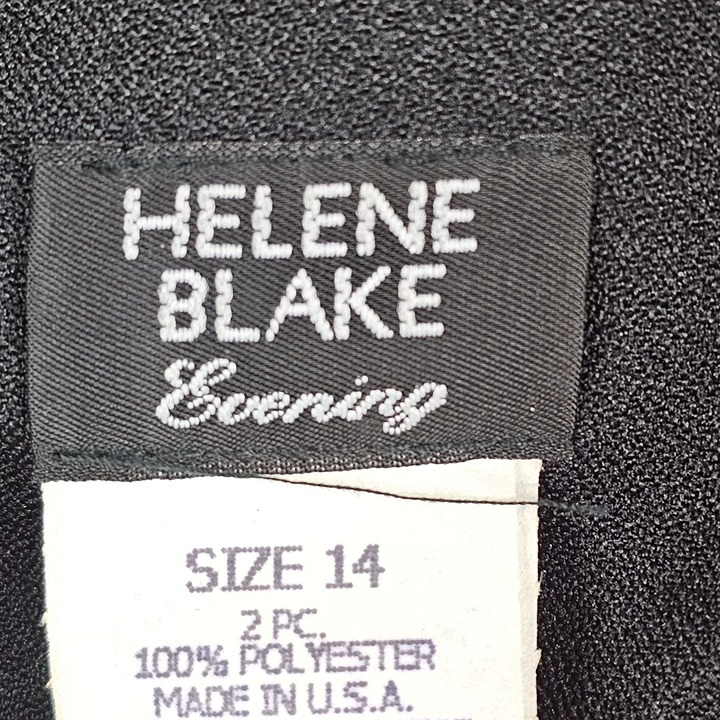 HELENE
BLAKE
Evening
SIZE 14
2 PC.
100% POLYESTER
MADE IN U.S.A.